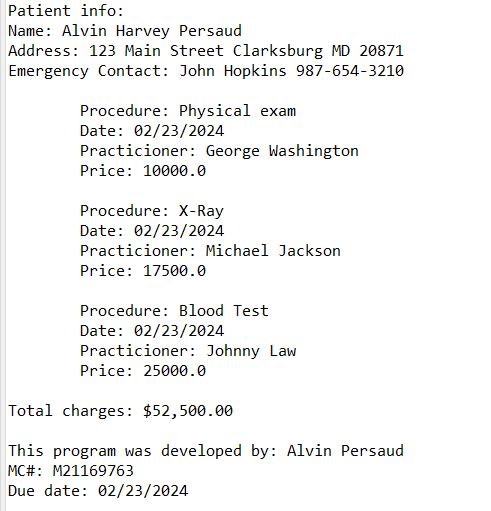 Patient info:
Name: Alvin Harvey Persaud
Address: 123 Main Street Clarksburg MD 20871
Emergency Contact: John Hopkins 987-654-3210
Procedure: Physical exam
Date: 02/23/2024
Practicioner: George Washington
Price: 10000.0
Procedure: X-Ray
Date: 02/23/2024
Practicioner: Michael Jackson
Price: 17500.0
Procedure: Blood Test
Date: 02/23/2024
Practicioner: Johnny Law
Price: 25000.0
Total charges: $52,500.00
This program was developed by: Alvin Persaud
MC#: M21169763
Due date: 02/23/2024